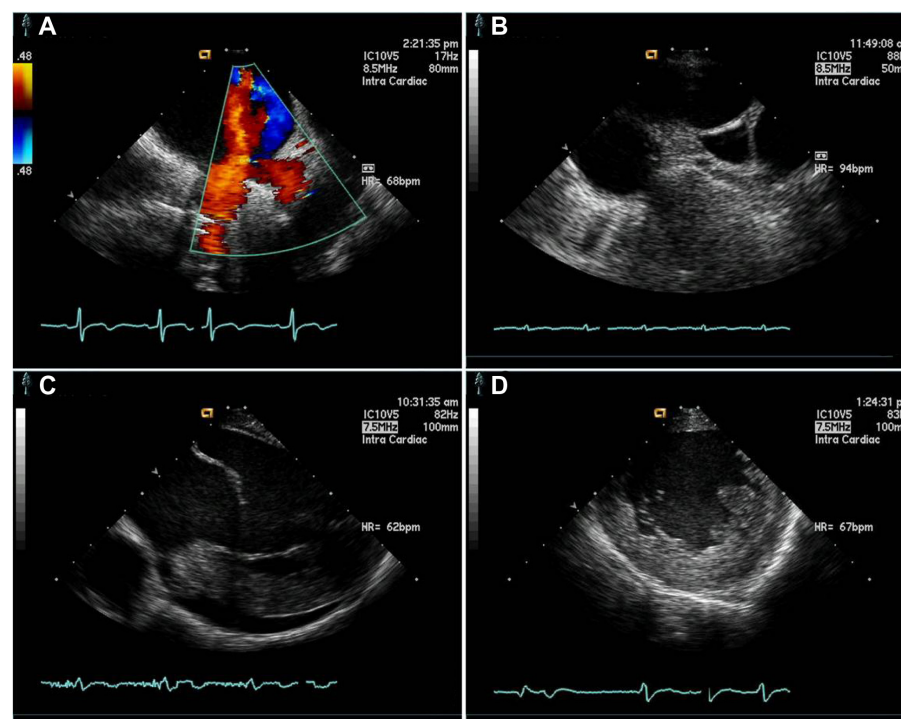 A
2:21:35 pm
IC10V5 17Hz
8.5MHz 80mm
Intra Cardiac
.48
.48
HR= 68bpm
B
11:49:08
IC10V5
8.5MHz
Intra Cardiac
HR= 94bpm
C
10:31:35 am
IC10V5 82Hz
7.5MHz 100mm
Intra Cardiac
HR= 62bpm
D
1:24:31
IC10V5
7.5MHz
Intra Cardiac
HR= 67bpm